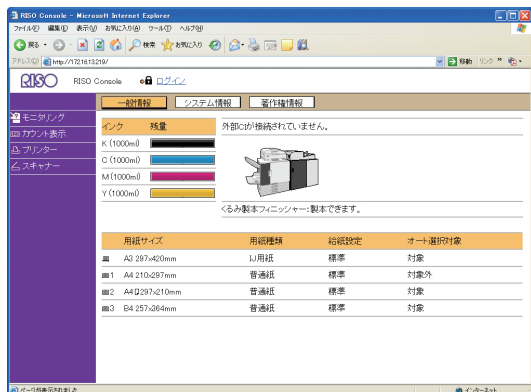 RISO Console - Microsoft Internet Explorer
ファイル(F) 編集(E) 表示(V) お気に入り(A) ツール(T) ヘルプ(H)
戻る 検索 お気に入り
アドレス(D) http://172.16.13.219/ 移動 リンク »
RISO RISO Console ログイン
一般情報 システム情報 著作権情報
モニタリング
カウント表示
プリンター
スキャナー
インク 残量
K (1000ml)
C (1000ml)
M (1000ml)
Y (1000ml)
外部CIが接続されていません。
くるみ製本フィニッシャー:製本できます。
用紙サイズ 用紙種類 給紙設定 オート選択対象
A3 297×420mm IJ用紙 標準 対象
1 A4 210×297mm 普通紙 標準 対象外
2 A4 297×210mm 普通紙 標準 対象
3 B4 257×364mm 普通紙 標準 対象
ページが表示されました インターネット